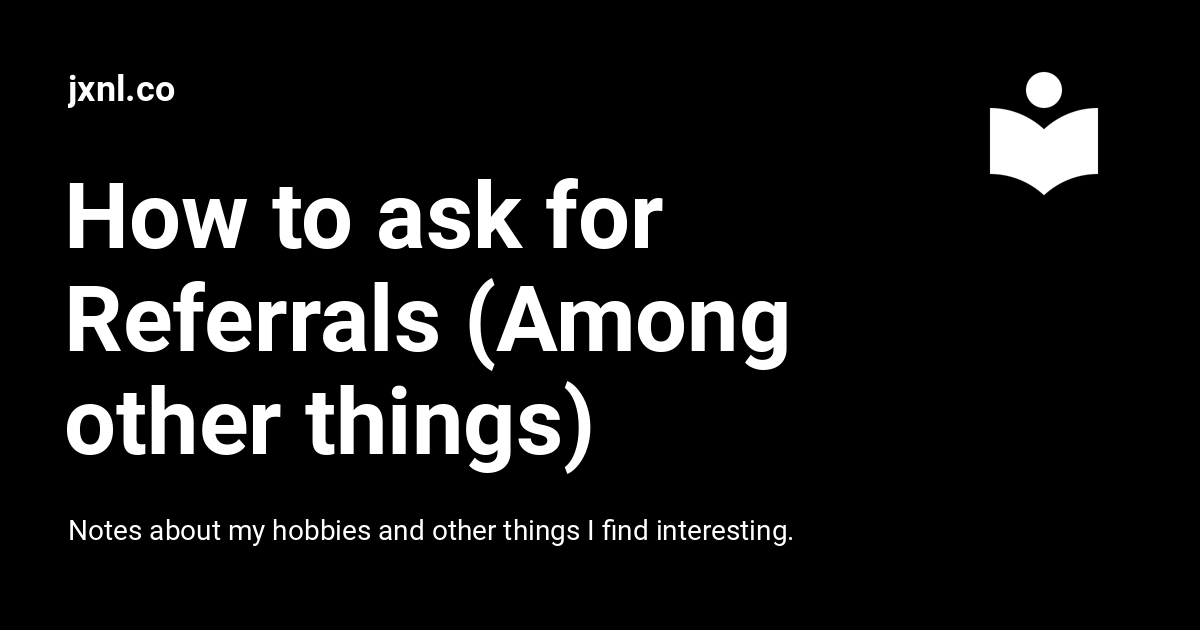 jxnl.co
How to ask for
Referrals (Among
other things)
Notes about my hobbies and other things I find interesting.